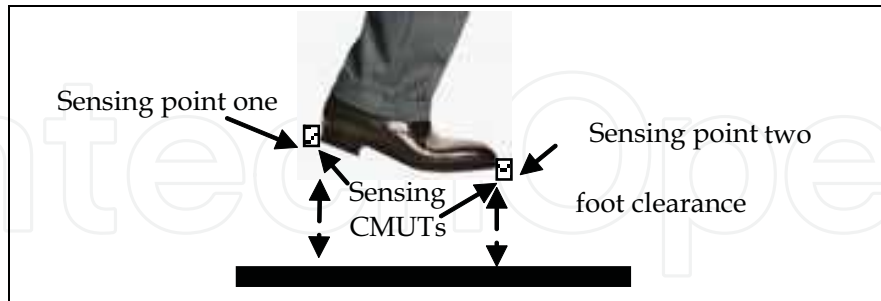 Sensing point one
Sensing point two
Sensing
CMUTs
foot clearance